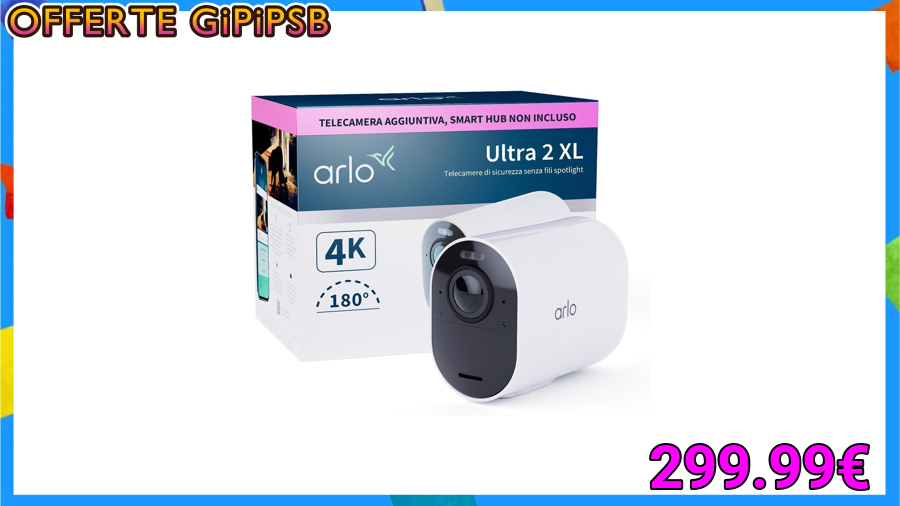 OFFERTE GiPiPSB
arlo
TELECAMERA AGGIUNTIVA, SMART HUB NON INCLUSO
arlo
Ultra 2 XL
Telecamere di sicurezza senza fili spotlight
4K
180°
arlo
299.99€